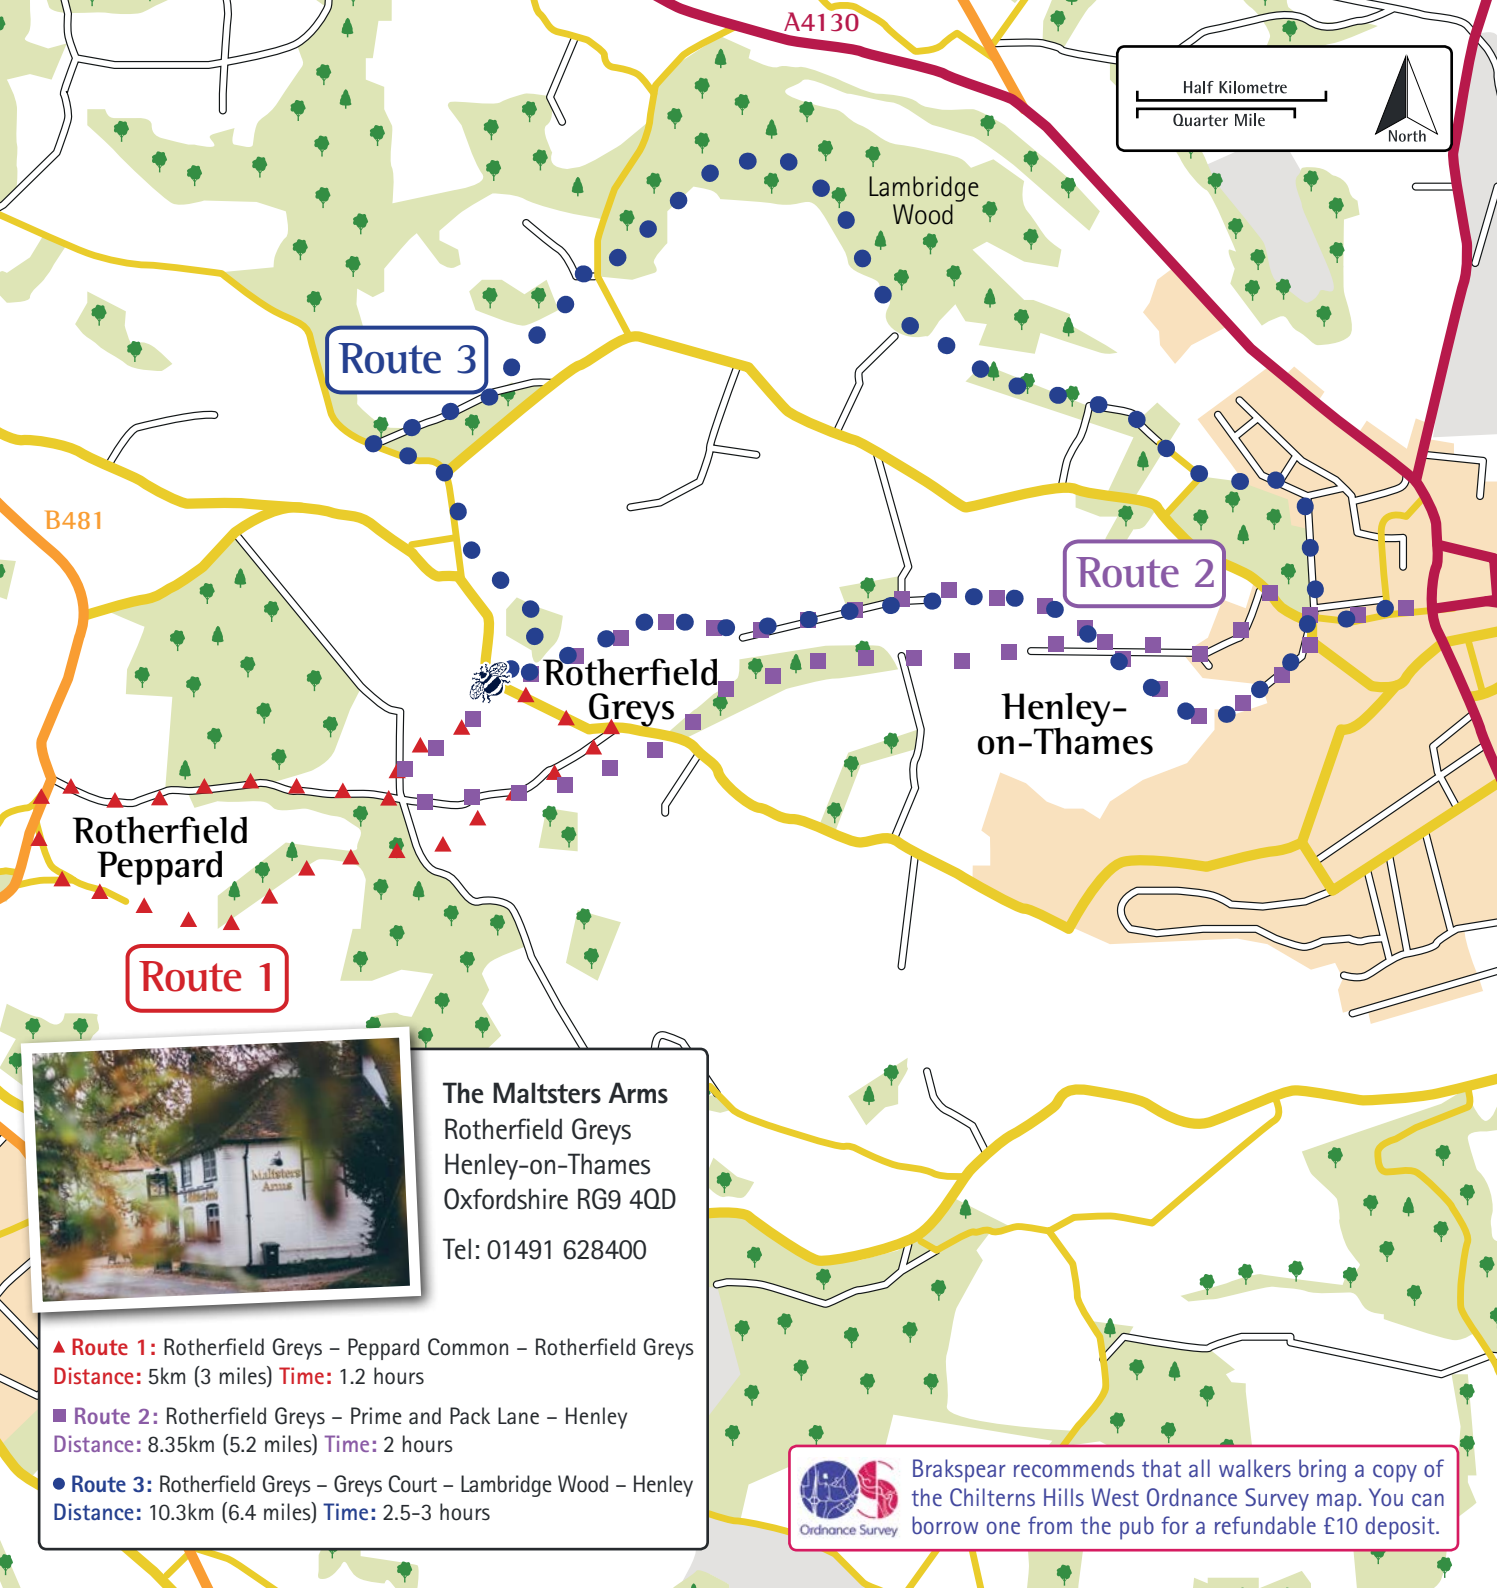 A4130
Half Kilometre
Quarter Mile
North
Lambridge
Wood
Route 3
B481
Route 2
Rotherfield
Greys
Henley-
on-Thames
Rotherfield
Peppard
Route 1
Maltsters
Arms
The Maltsters Arms
Rotherfield Greys
Henley-on-Thames
Oxfordshire RG9 4QD
Tel: 01491 628400
Route 1: Rotherfield Greys – Peppard Common – Rotherfield Greys
Distance: 5km (3 miles) Time: 1.2 hours
Route 2: Rotherfield Greys – Prime and Pack Lane – Henley
Distance: 8.35km (5.2 miles) Time: 2 hours
Route 3: Rotherfield Greys – Greys Court – Lambridge Wood – Henley
Distance: 10.3km (6.4 miles) Time: 2.5-3 hours
Ordnance Survey
Brakspear recommends that all walkers bring a copy of
the Chilterns Hills West Ordnance Survey map. You can
borrow one from the pub for a refundable £10 deposit.